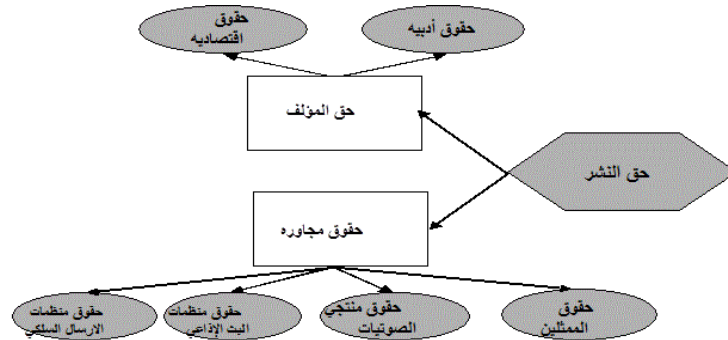 حقوق أدبيه
حقوق
اقتصاديه
حق المؤلف
حق النشر
حقوق مجاوره
حقوق
الممثلين
حقوق منتجي
الصوتيات
حقوق منظمات
البث الإذاعي
حقوق منظمات
الارسال السلكي